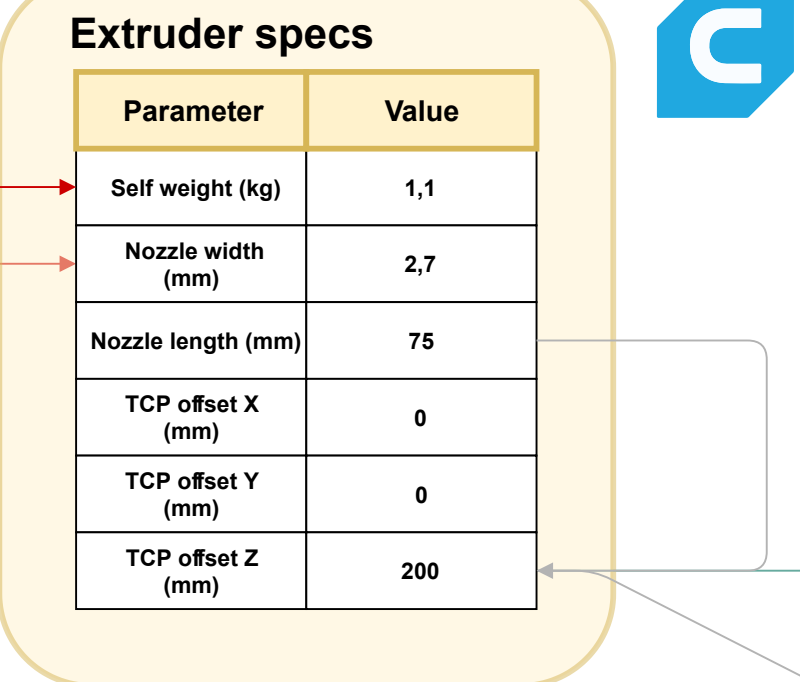 Extruder specs
Parameter Value
Self weight (kg) 1,1
Nozzle width
(mm) 2,7
Nozzle length (mm) 75
TCP offset X
(mm) 0
TCP offset Y
(mm) 0
TCP offset Z
(mm) 200